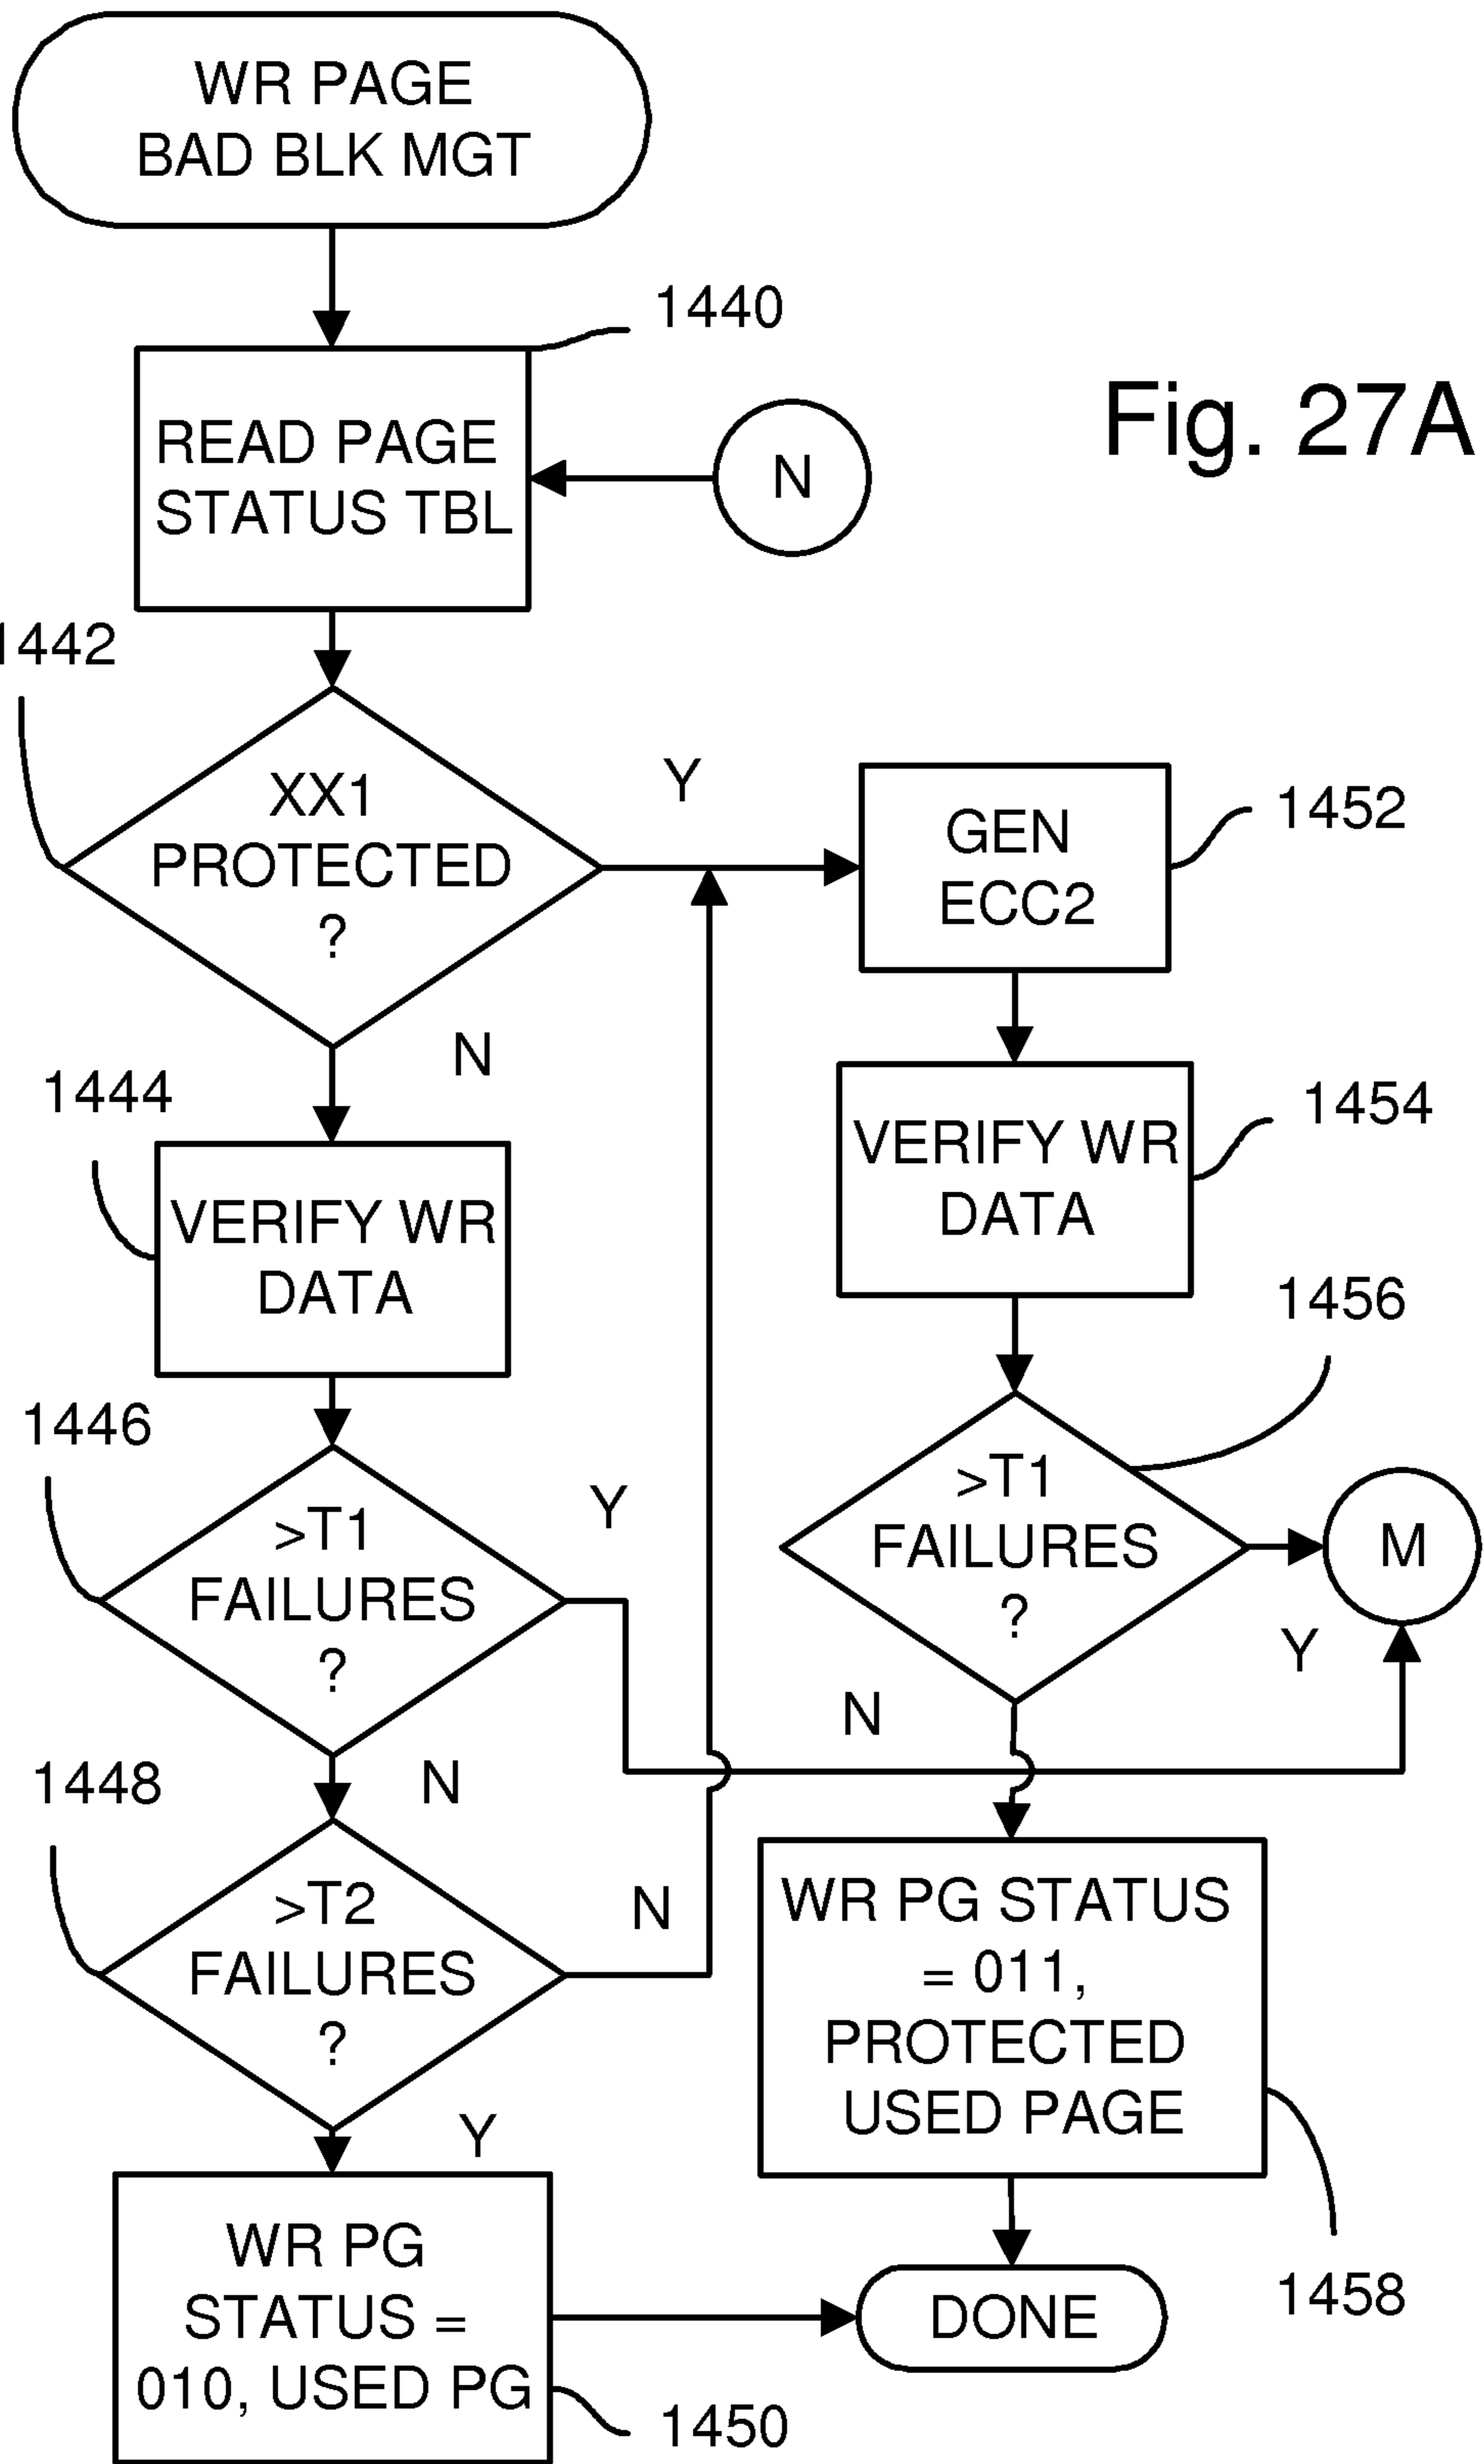 WR PAGE
BAD BLK MGT
1440
Fig. 27A
READ PAGE
STATUS TBL
N
1442
XX1
PROTECTED
?
Y
N
GEN
ECC2
1452
1444
VERIFY WR
DATA
VERIFY WR
DATA
1454
1446
>T1
FAILURES
?
Y
N
1456
>T1
FAILURES
?
M
Y
N
1448
>T2
FAILURES
?
N
Y
WR PG STATUS
= 011,
PROTECTED
USED PAGE
1458
WR PG
STATUS =
010, USED PG
1450
DONE